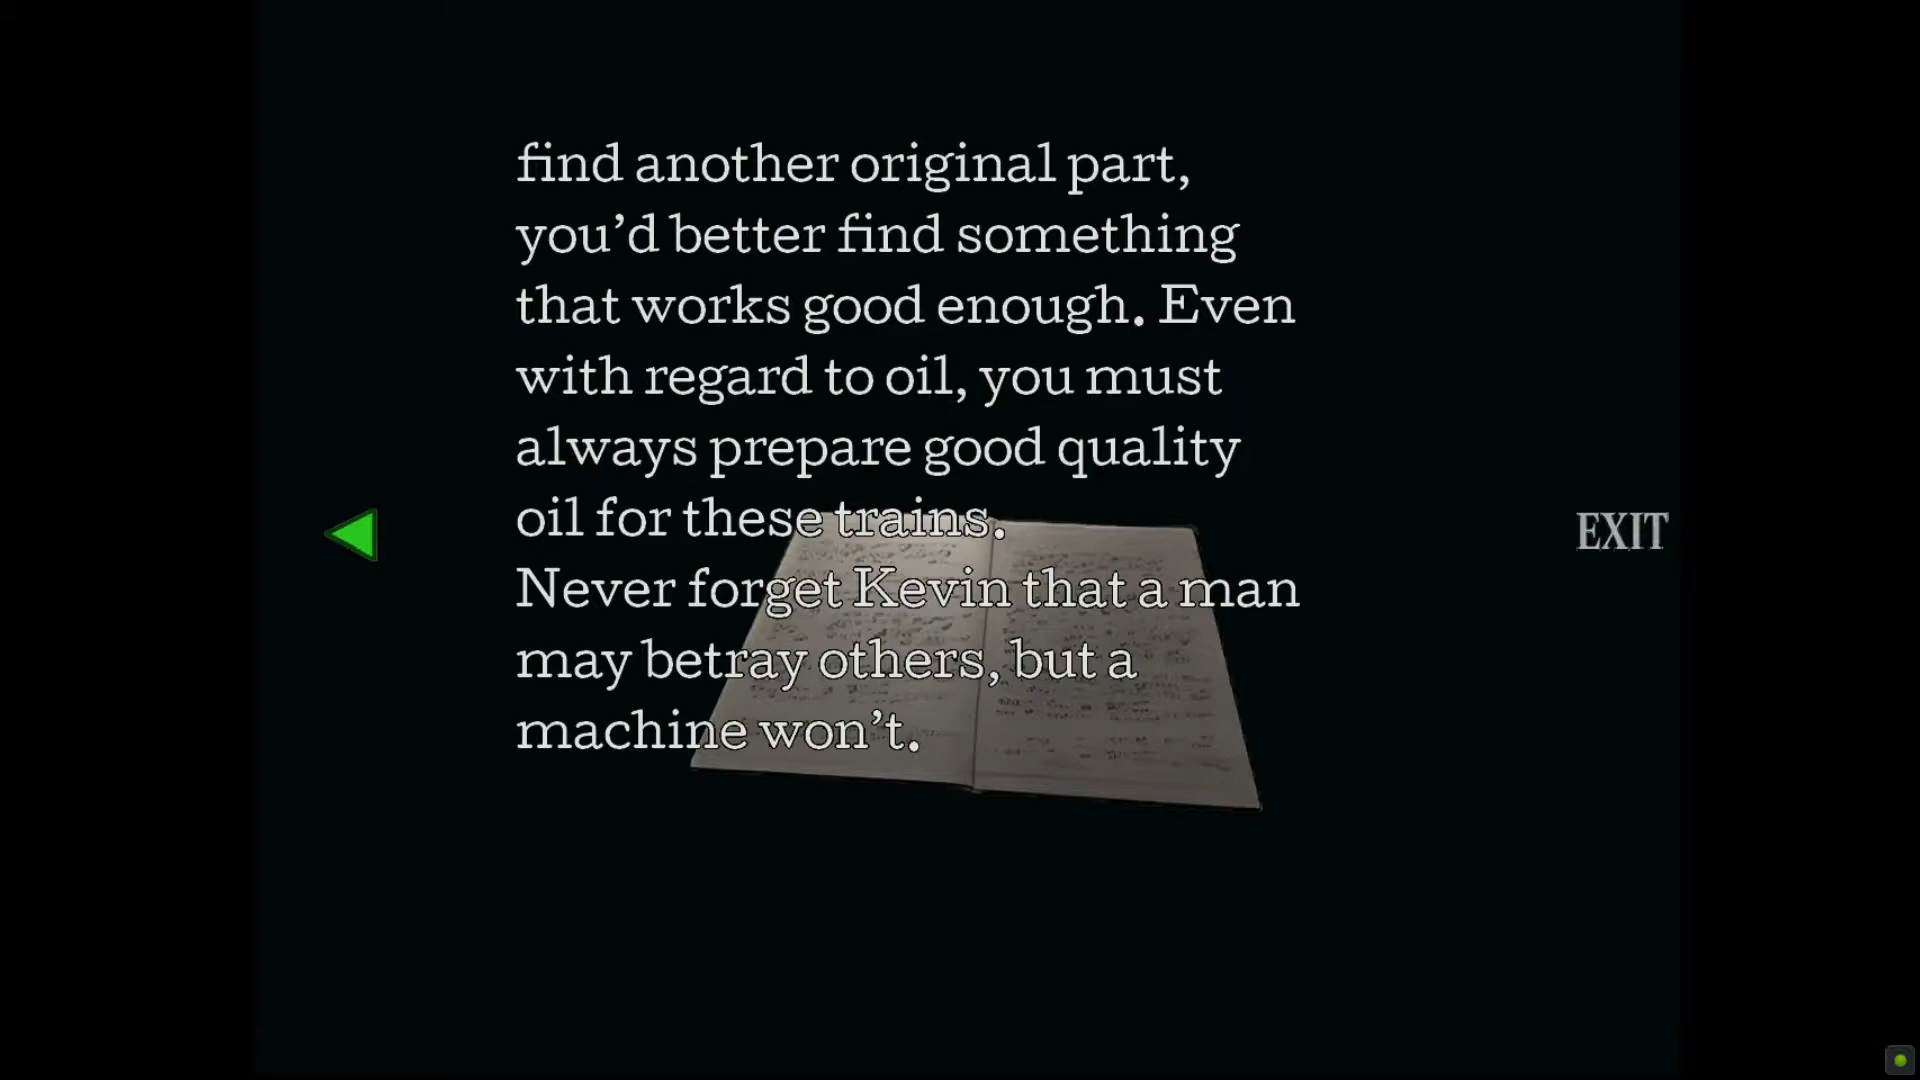 find another original part,
you’d better find something
that works good enough. Even
with regard to oil, you must
always prepare good quality
oil for these trains.
Never forget Kevin that a man
may betray others, but a
machine won’t.
EXIT